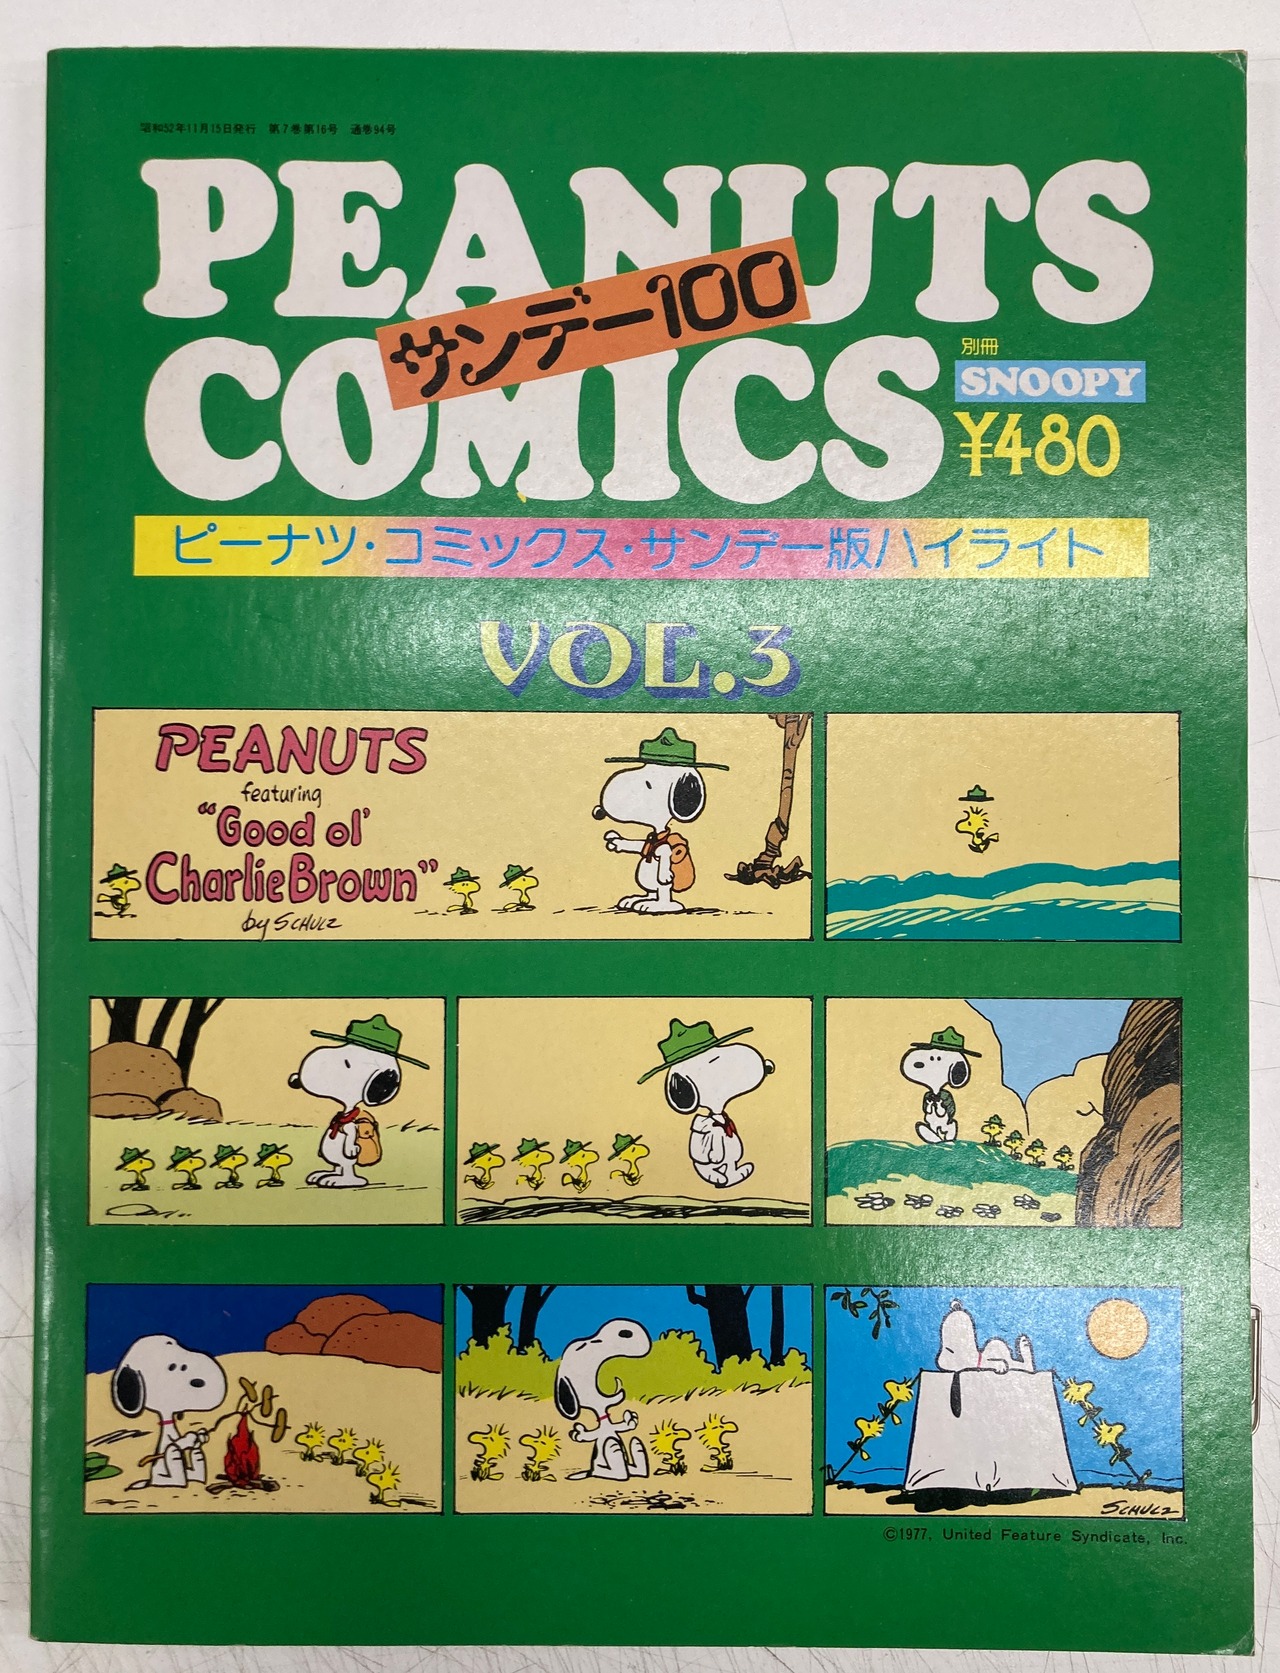 昭和52年11月15日発行 第7巻第16号 通巻94号
PEANUTS
サンデー100
COMICS
別冊
SNOOPY
¥480
ピーナツ・コミックス・サンデー版ハイライト
VOL.3
PEANUTS
featuring
"Good ol'
Charlie Brown"
by SCHULZ
SCHULZ
©1977, United Feature Syndicate, Inc.